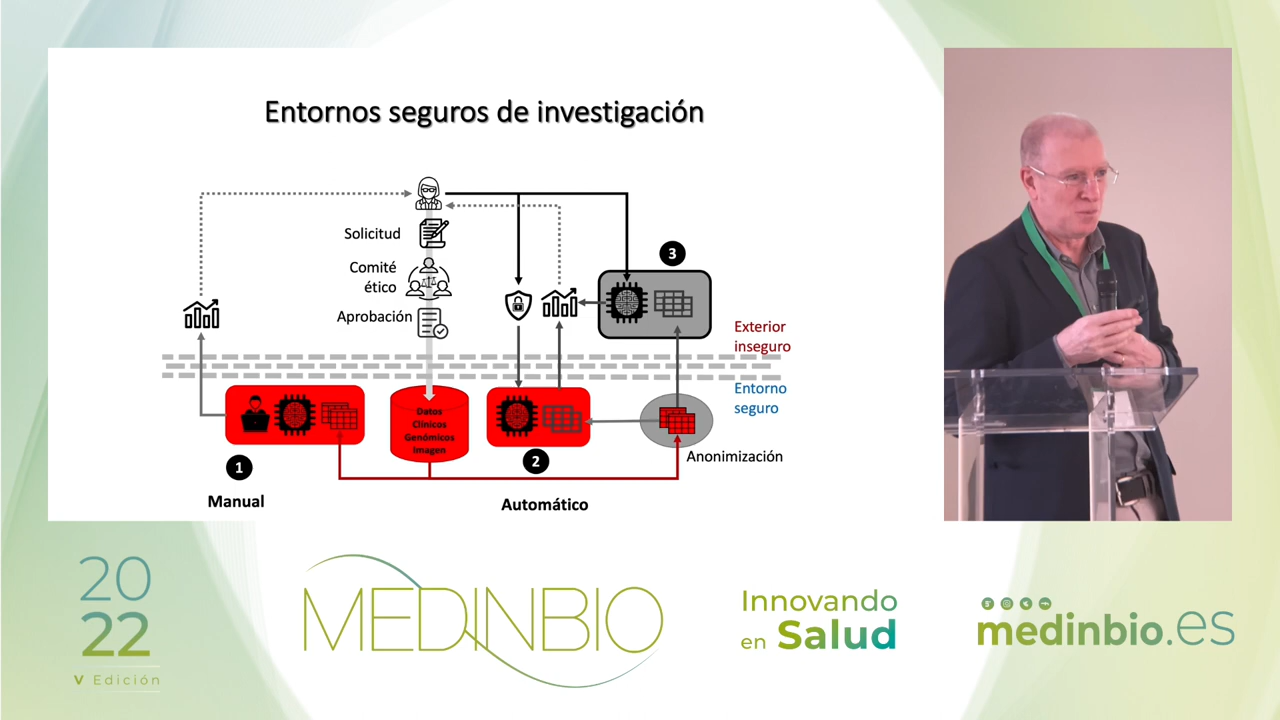 Entornos seguros de investigación
Solicitud
Comité
ético
Aprobación
3
Exterior
inseguro
Entorno
seguro
Datos
Clínicos
Genómicos
Imagen
1
2
Anonimización
Manual
Automático
20
22
V Edición
MEDINBIO
Innovando
en Salud
medinbio.es